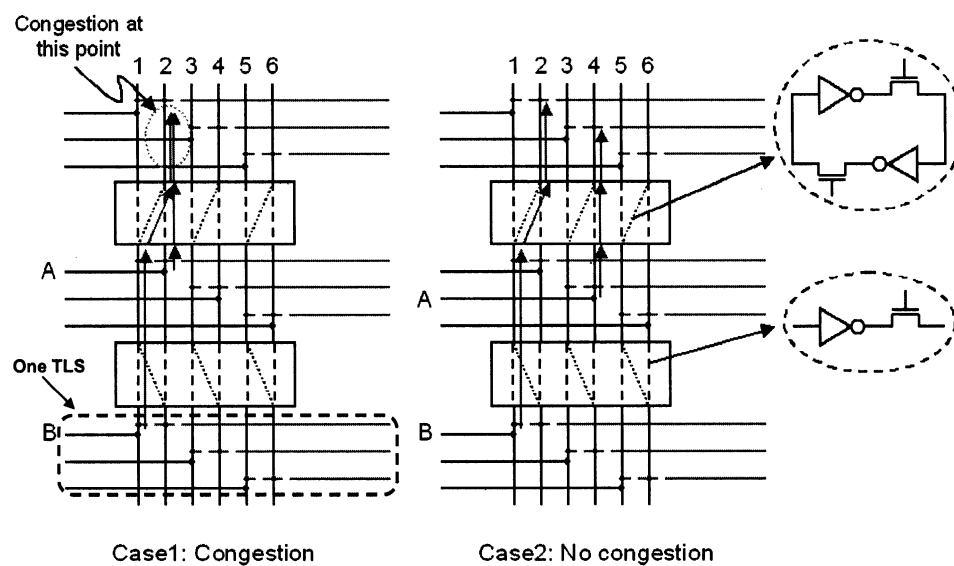 Congestion at
this point
1 2 3 4 5 6
1 2 3 4 5 6
A
A
One TLS
B
B
Case1: Congestion
Case2: No congestion